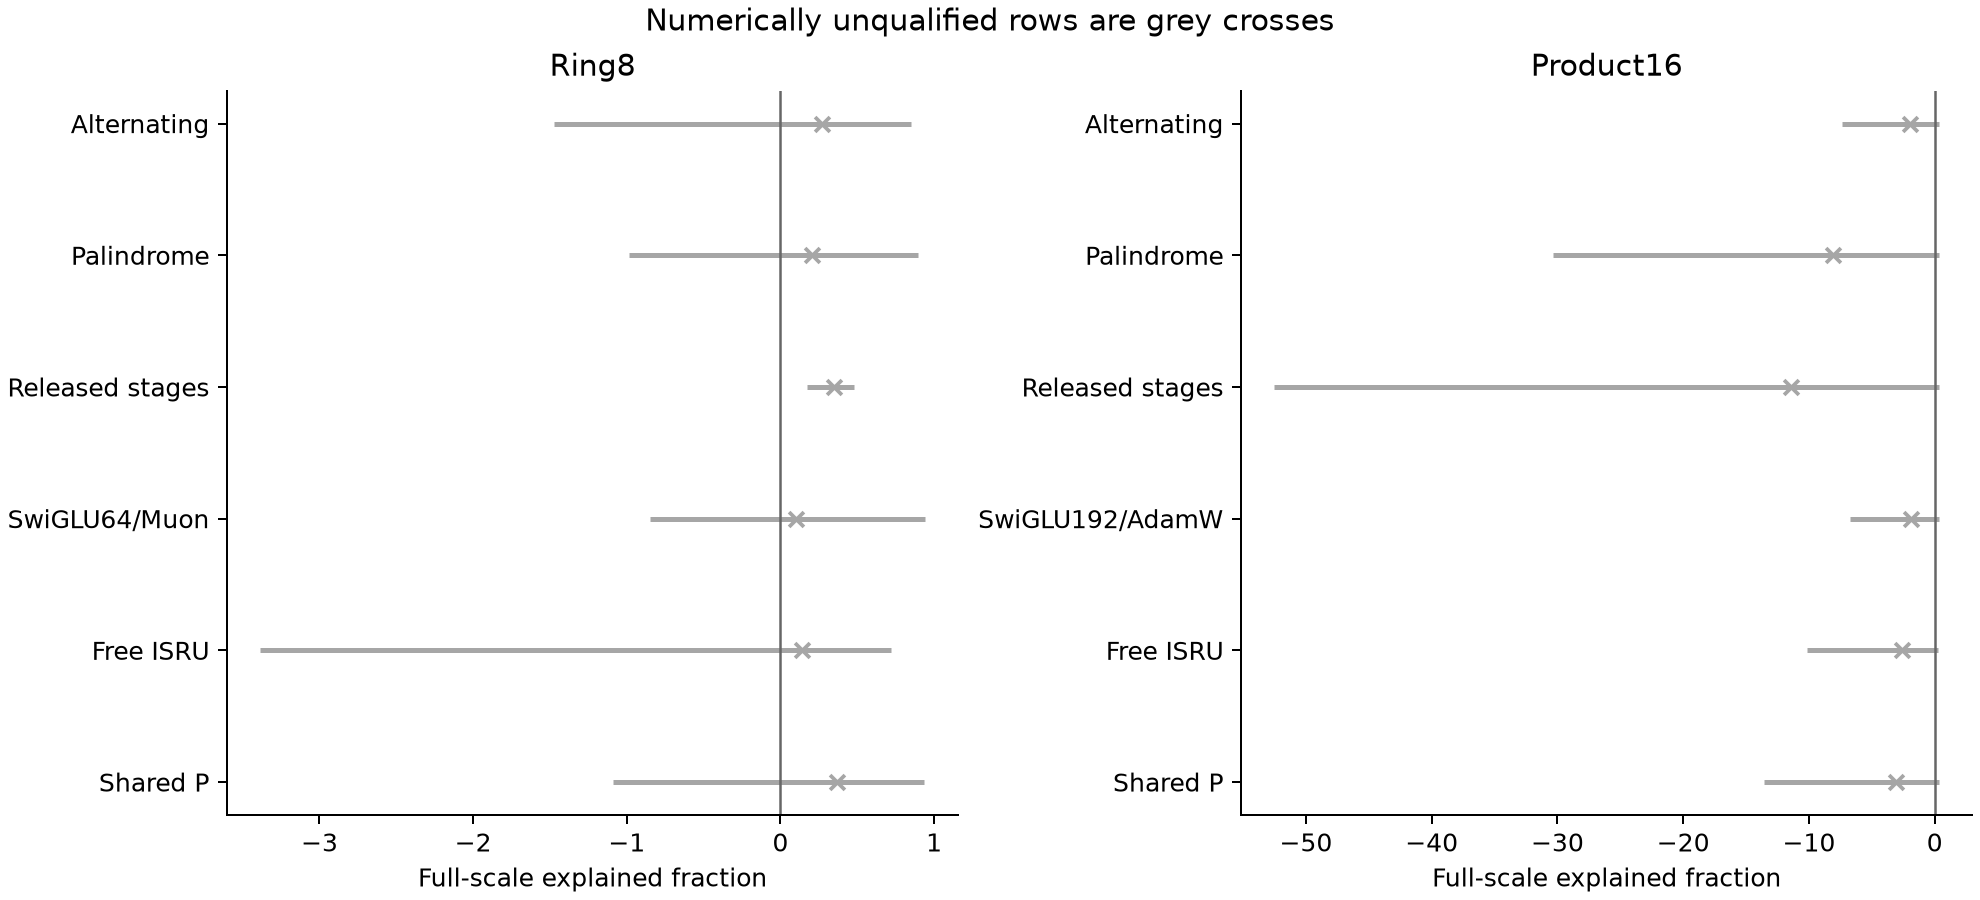 Numerically unqualified rows are grey crosses
Ring8
Alternating
Palindrome
Released stages
SwiGLU64/Muon
Free ISRU
Shared P
−3 −2 −1 0 1
Full-scale explained fraction
Product16
Alternating
Palindrome
Released stages
SwiGLU192/AdamW
Free ISRU
Shared P
−50 −40 −30 −20 −10 0
Full-scale explained fraction